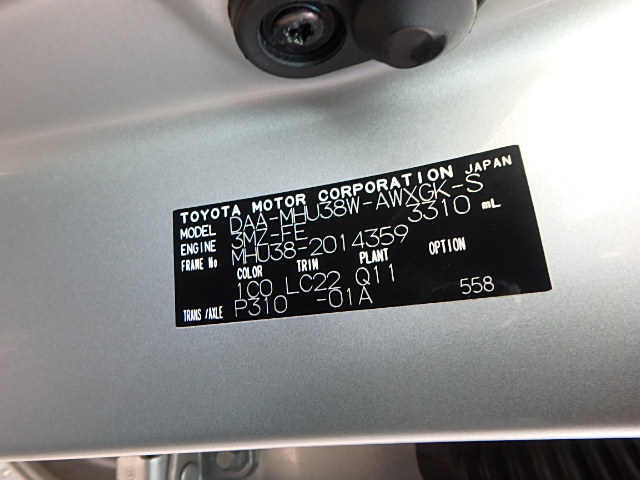 TOYOTA MOTOR CORPORATION JAPAN
MODEL DAA-MHU38W-AWXGK-S
ENGINE 3MZ-FE 3310 mL
FRAME No MHU38-2014359
COLOR TRIM PLANT OPTION
1C0 LC22 Q11
TRANS/AXLE P310 -01A 558